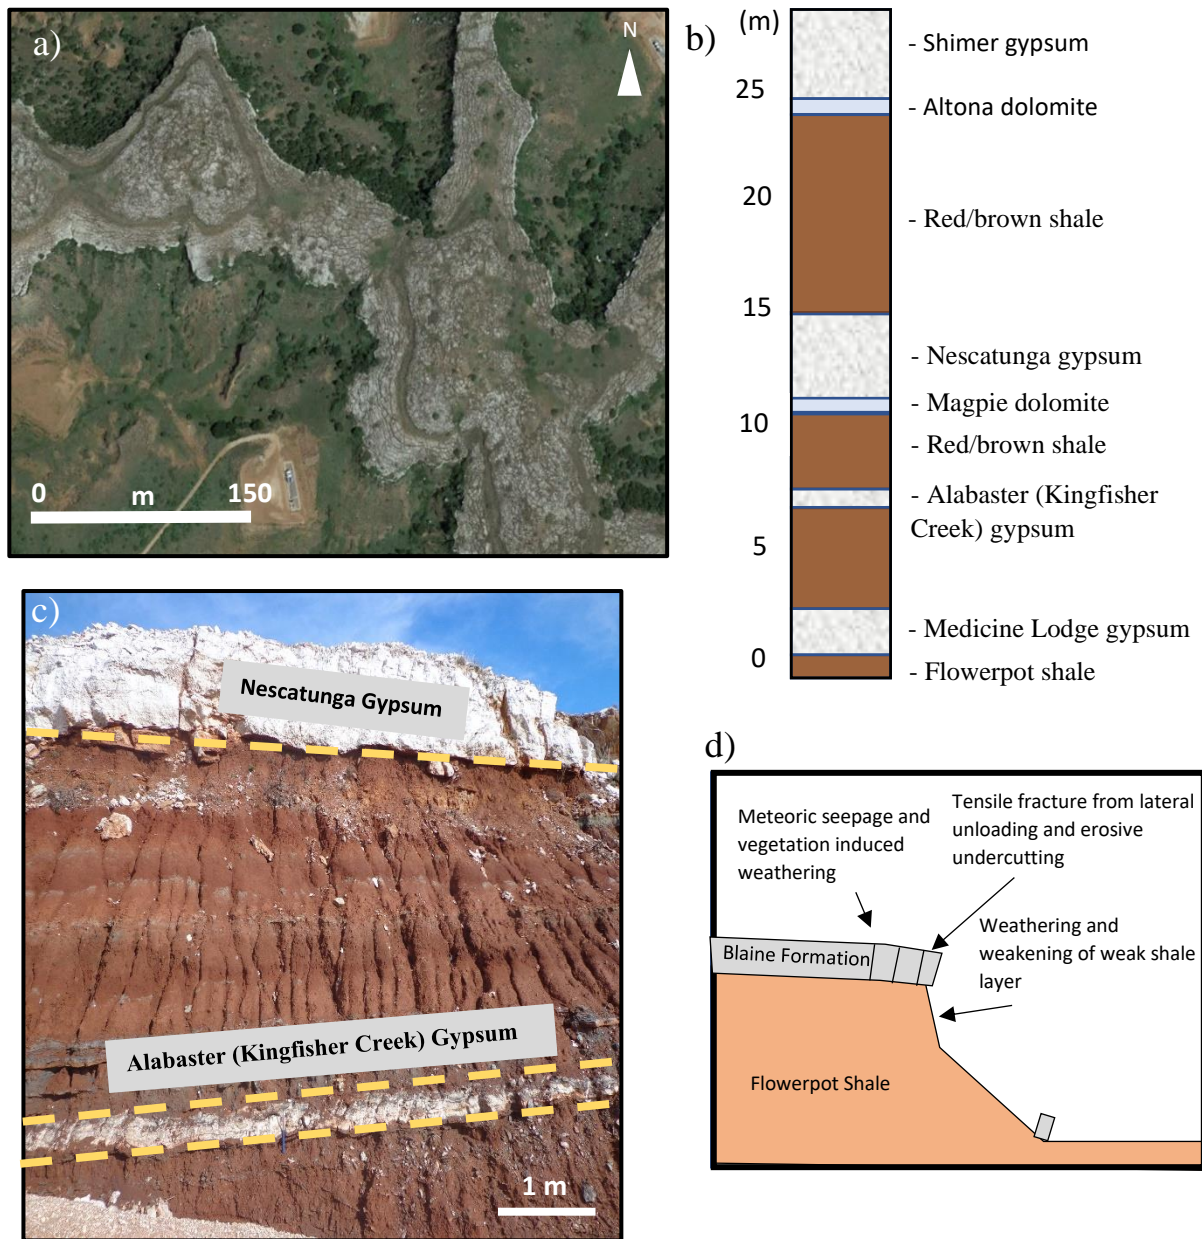 a)
N
0 m 150
b)
(m)
25
20
15
10
5
0
- Shimer gypsum
- Altona dolomite
- Red/brown shale
- Nescatunga gypsum
- Magpie dolomite
- Red/brown shale
- Alabaster (Kingfisher
Creek) gypsum
- Medicine Lodge gypsum
- Flowerpot shale
c)
Nescatunga Gypsum
Alabaster (Kingfisher Creek) Gypsum
1 m
d)
Meteoric seepage and
vegetation induced
weathering
Tensile fracture from lateral
unloading and erosive
undercutting
Weathering and
weakening of weak shale
layer
Blaine Formation
Flowerpot Shale